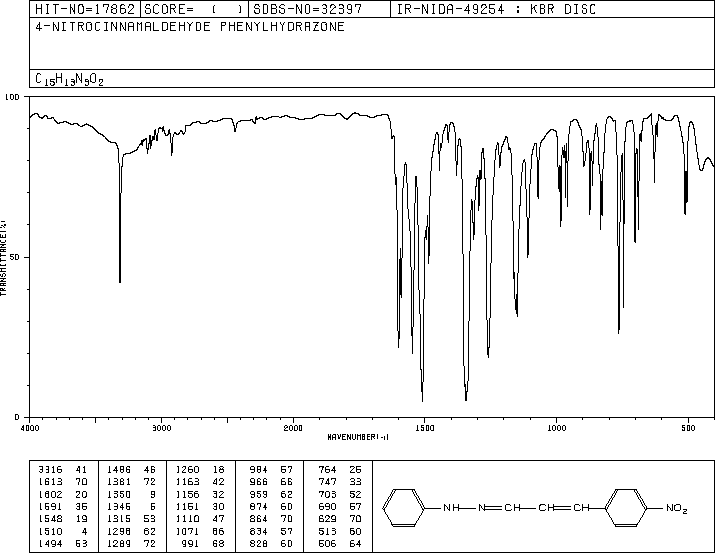 HIT-NO=17862 SCORE= ( ) SDBS-NO=32397 IR-NIDA-49254 : KBR DISC
4-NITROCINNAMALDEHYDE PHENYLHYDRAZONE
C15H13N3O2
100
50
0
TRANSMITTANCE(%)
4000 3000 2000 1500 1000 500
WAVENUMBER(-1)
3316 41 1486 46 1260 18 984 57 764 25
1613 70 1381 72 1163 42 966 66 747 33
1602 20 1350 9 1156 32 959 62 703 52
1591 36 1346 5 1151 30 874 60 690 57
1548 19 1315 53 1110 47 864 70 629 70
1510 4 1298 62 1071 66 834 57 513 60
1494 53 1289 72 991 68 828 60 506 64
NH N CH CH CH NO2